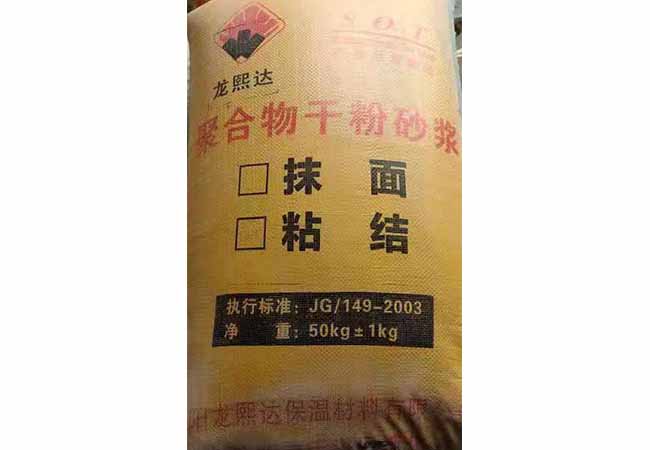 S O T
龙熙达
聚合物干粉砂浆
抹 面
粘 结
执行标准：JG/149-2003
净 重：50kg±1kg
州龙熙达保温材料有限